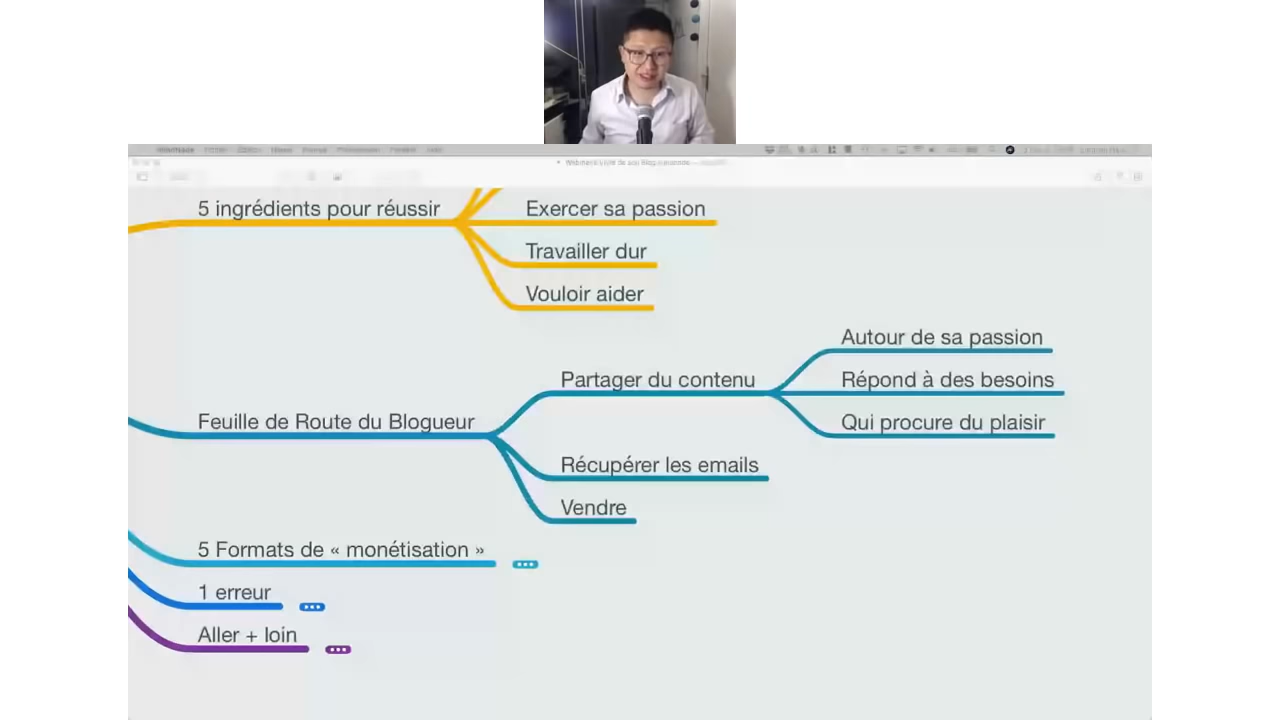 5 ingrédients pour réussir
Exercer sa passion
Travailler dur
Vouloir aider
Feuille de Route du Blogueur
Partager du contenu
Autour de sa passion
Répond à des besoins
Qui procure du plaisir
Récupérer les emails
Vendre
5 Formats de « monétisation »
1 erreur
Aller + loin